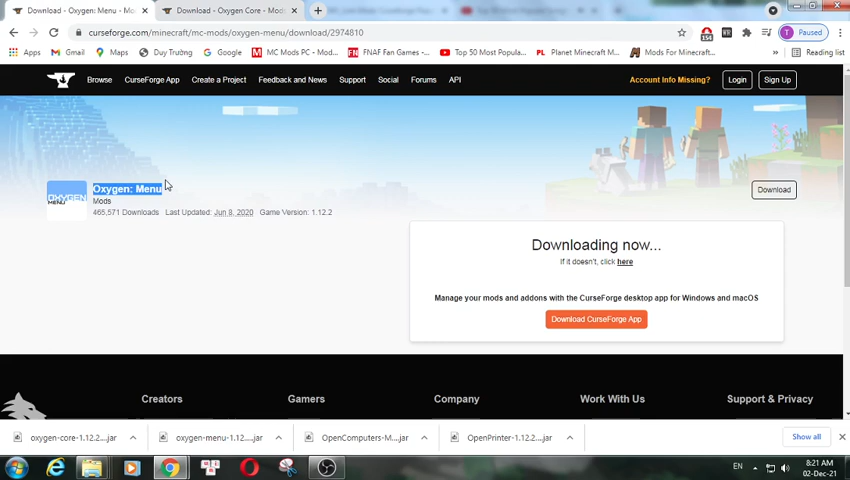 Download - Oxygen: Menu - Mo
Download - Oxygen Core - Mods
curseforge.com/minecraft/mc-mods/oxygen-menu/download/2974810
184
T Paused
Apps Gmail Maps Duy Trưởng Google MC Mods PC - Mod... FNAF Fan Games -... Top 50 Most Popula... Planet Minecraft M... Mods For Minecraft... » Reading list
Browse CurseForge App Create a Project Feedback and News Support Social Forums API Account Info Missing? Login Sign Up
OXYGEN
MENU
Oxygen: Menu
Mods
465,571 Downloads Last Updated: Jun 8, 2020 Game Version: 1.12.2
Download
Downloading now...
If it doesn't, click here
Manage your mods and addons with the CurseForge desktop app for Windows and macOS
Download CurseForge App
Creators Gamers Company Work With Us Support & Privacy
oxygen-core-1.12.2....jar oxygen-menu-1.12....jar OpenComputers-M....jar OpenPrinter-1.12.2....jar Show all
EN 8:21 AM
02-Dec-21